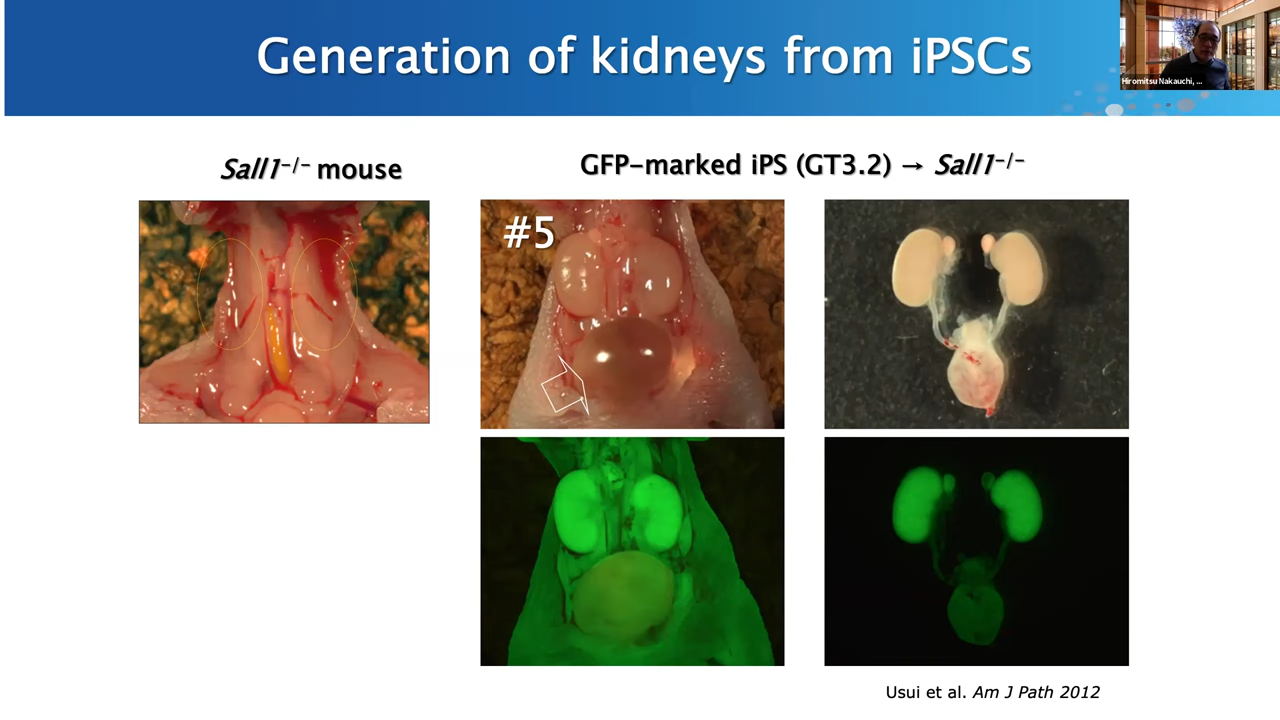 Generation of kidneys from iPSCs
Hiromitsu Nakauchi, ...
Sall1−/− mouse
GFP-marked iPS (GT3.2) → Sall1−/−
#5
Usui et al. Am J Path 2012